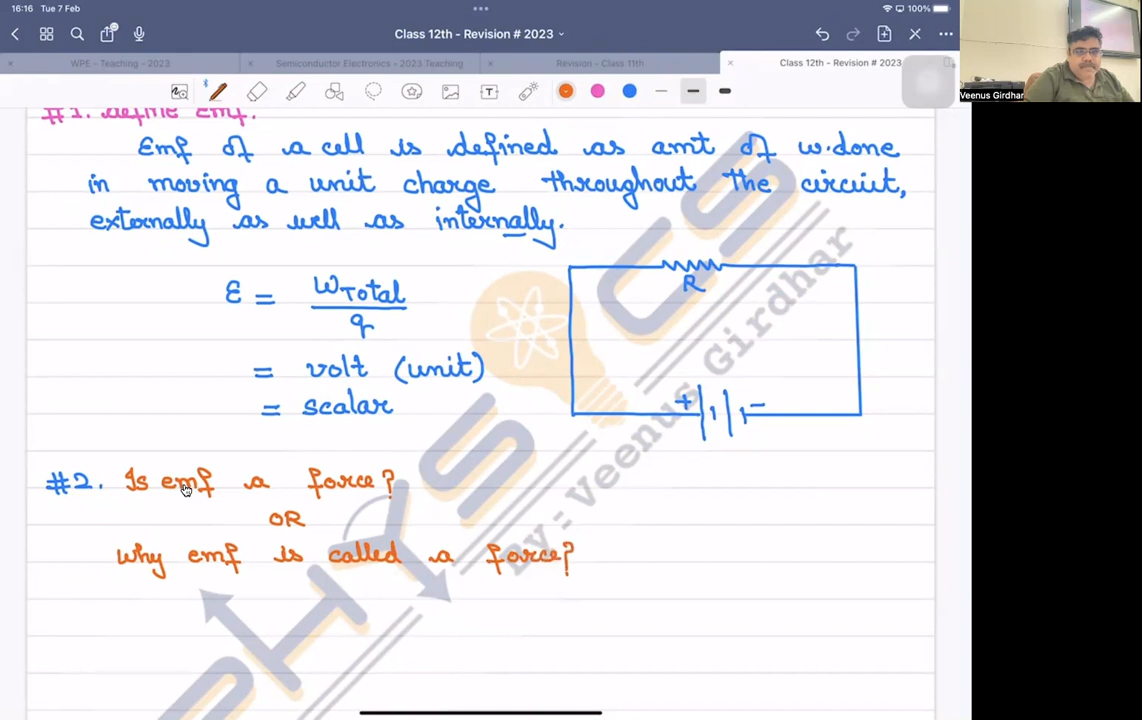 16:16 Tue 7 Feb
100%
Class 12th - Revision # 2023
WPE - Teaching - 2023
Semiconductor Electronics - 2023 Teaching
Revision - Class 11th
Class 12th - Revision # 2023
Veenus Girdhar
#1. Define Emf.
Emf of a cell is defined as amt of w.done
in moving a unit charge throughout the circuit,
externally as well as internally.
ε = WTotal / q
= volt (unit)
= scalar
R
+ −
#2. Is emf a force?
OR
Why emf is called a force?
PHYSICS
By : Veenus Girdhar